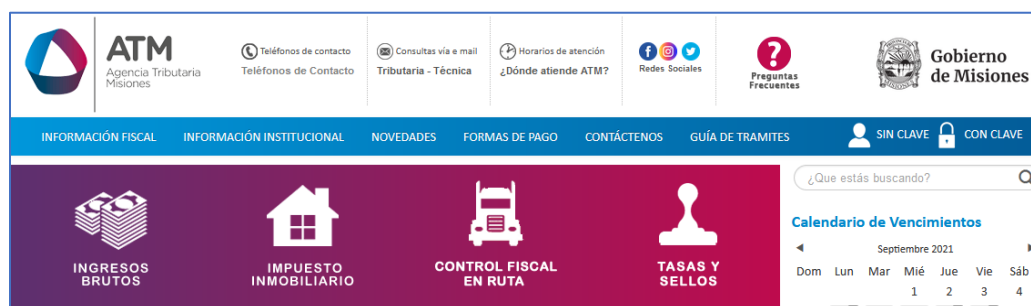 ATM
Agencia Tributaria
Misiones
Teléfonos de contacto
Teléfonos de Contacto
Consultas vía e mail
Tributaria - Técnica
Horarios de atención
¿Dónde atiende ATM?
Redes Sociales
Preguntas
Frecuentes
Gobierno
de Misiones
INFORMACIÓN FISCAL
INFORMACIÓN INSTITUCIONAL
NOVEDADES
FORMAS DE PAGO
CONTÁCTENOS
GUÍA DE TRAMITES
SIN CLAVE
CON CLAVE
INGRESOS
BRUTOS
IMPUESTO
INMOBILIARIO
CONTROL FISCAL
EN RUTA
TASAS Y
SELLOS
¿Que estás buscando?
Calendario de Vencimientos
Septiembre 2021
Dom Lun Mar Mié Jue Vie Sáb
1 2 3 4